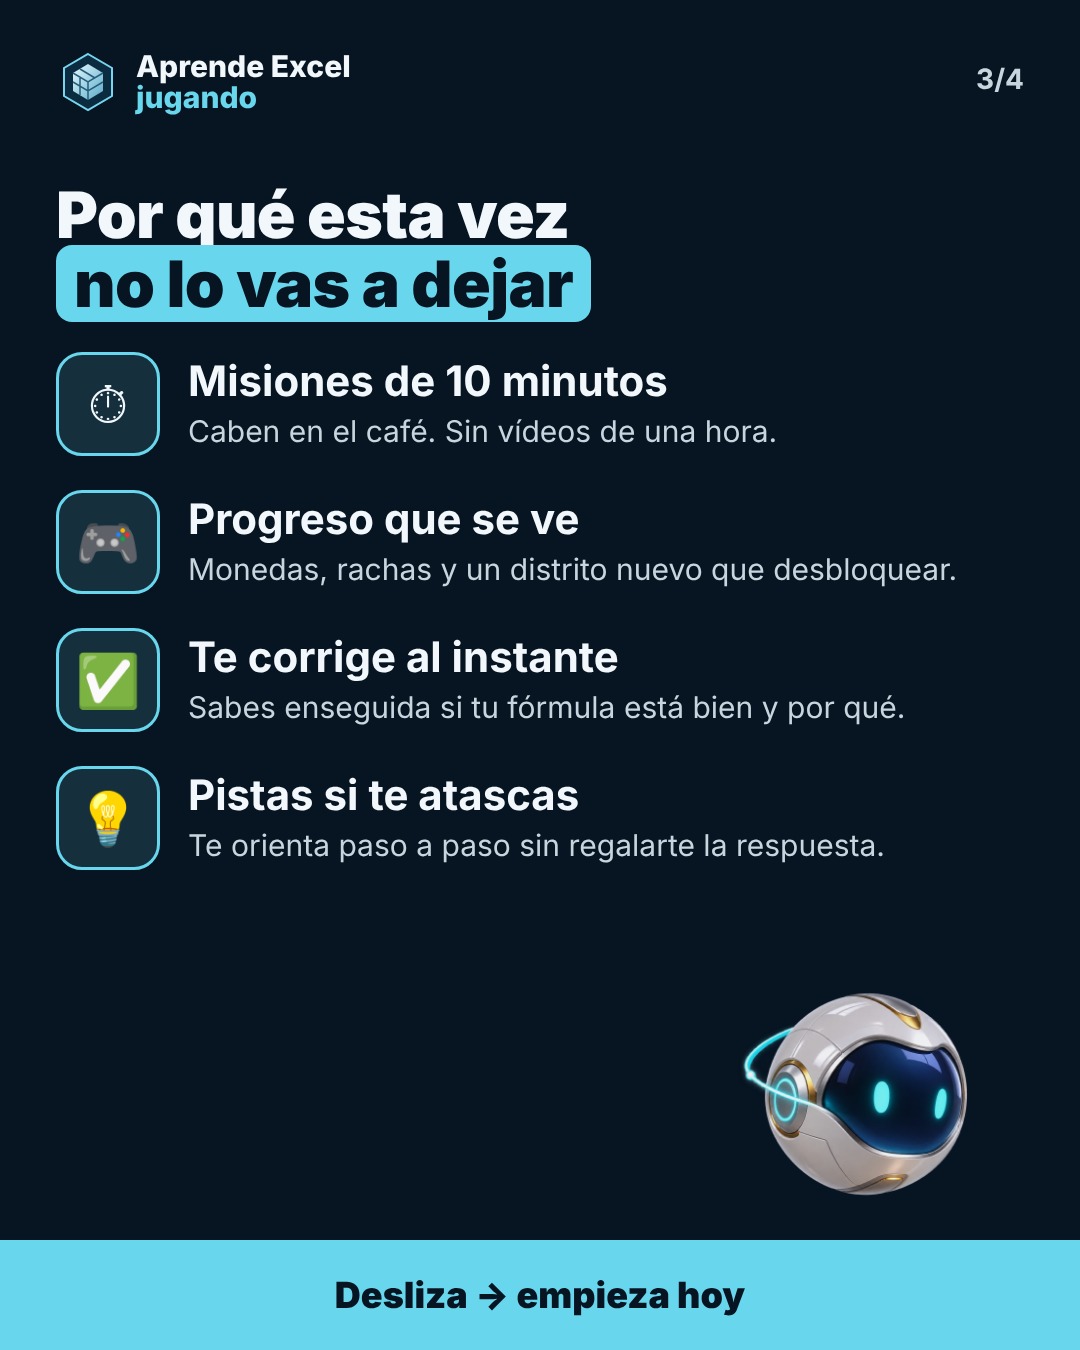 Aprende Excel
jugando
3/4
Por qué esta vez
no lo vas a dejar
Misiones de 10 minutos
Caben en el café. Sin vídeos de una hora.
Progreso que se ve
Monedas, rachas y un distrito nuevo que desbloquear.
Te corrige al instante
Sabes enseguida si tu fórmula está bien y por qué.
Pistas si te atascas
Te orienta paso a paso sin regalarte la respuesta.
Desliza → empieza hoy